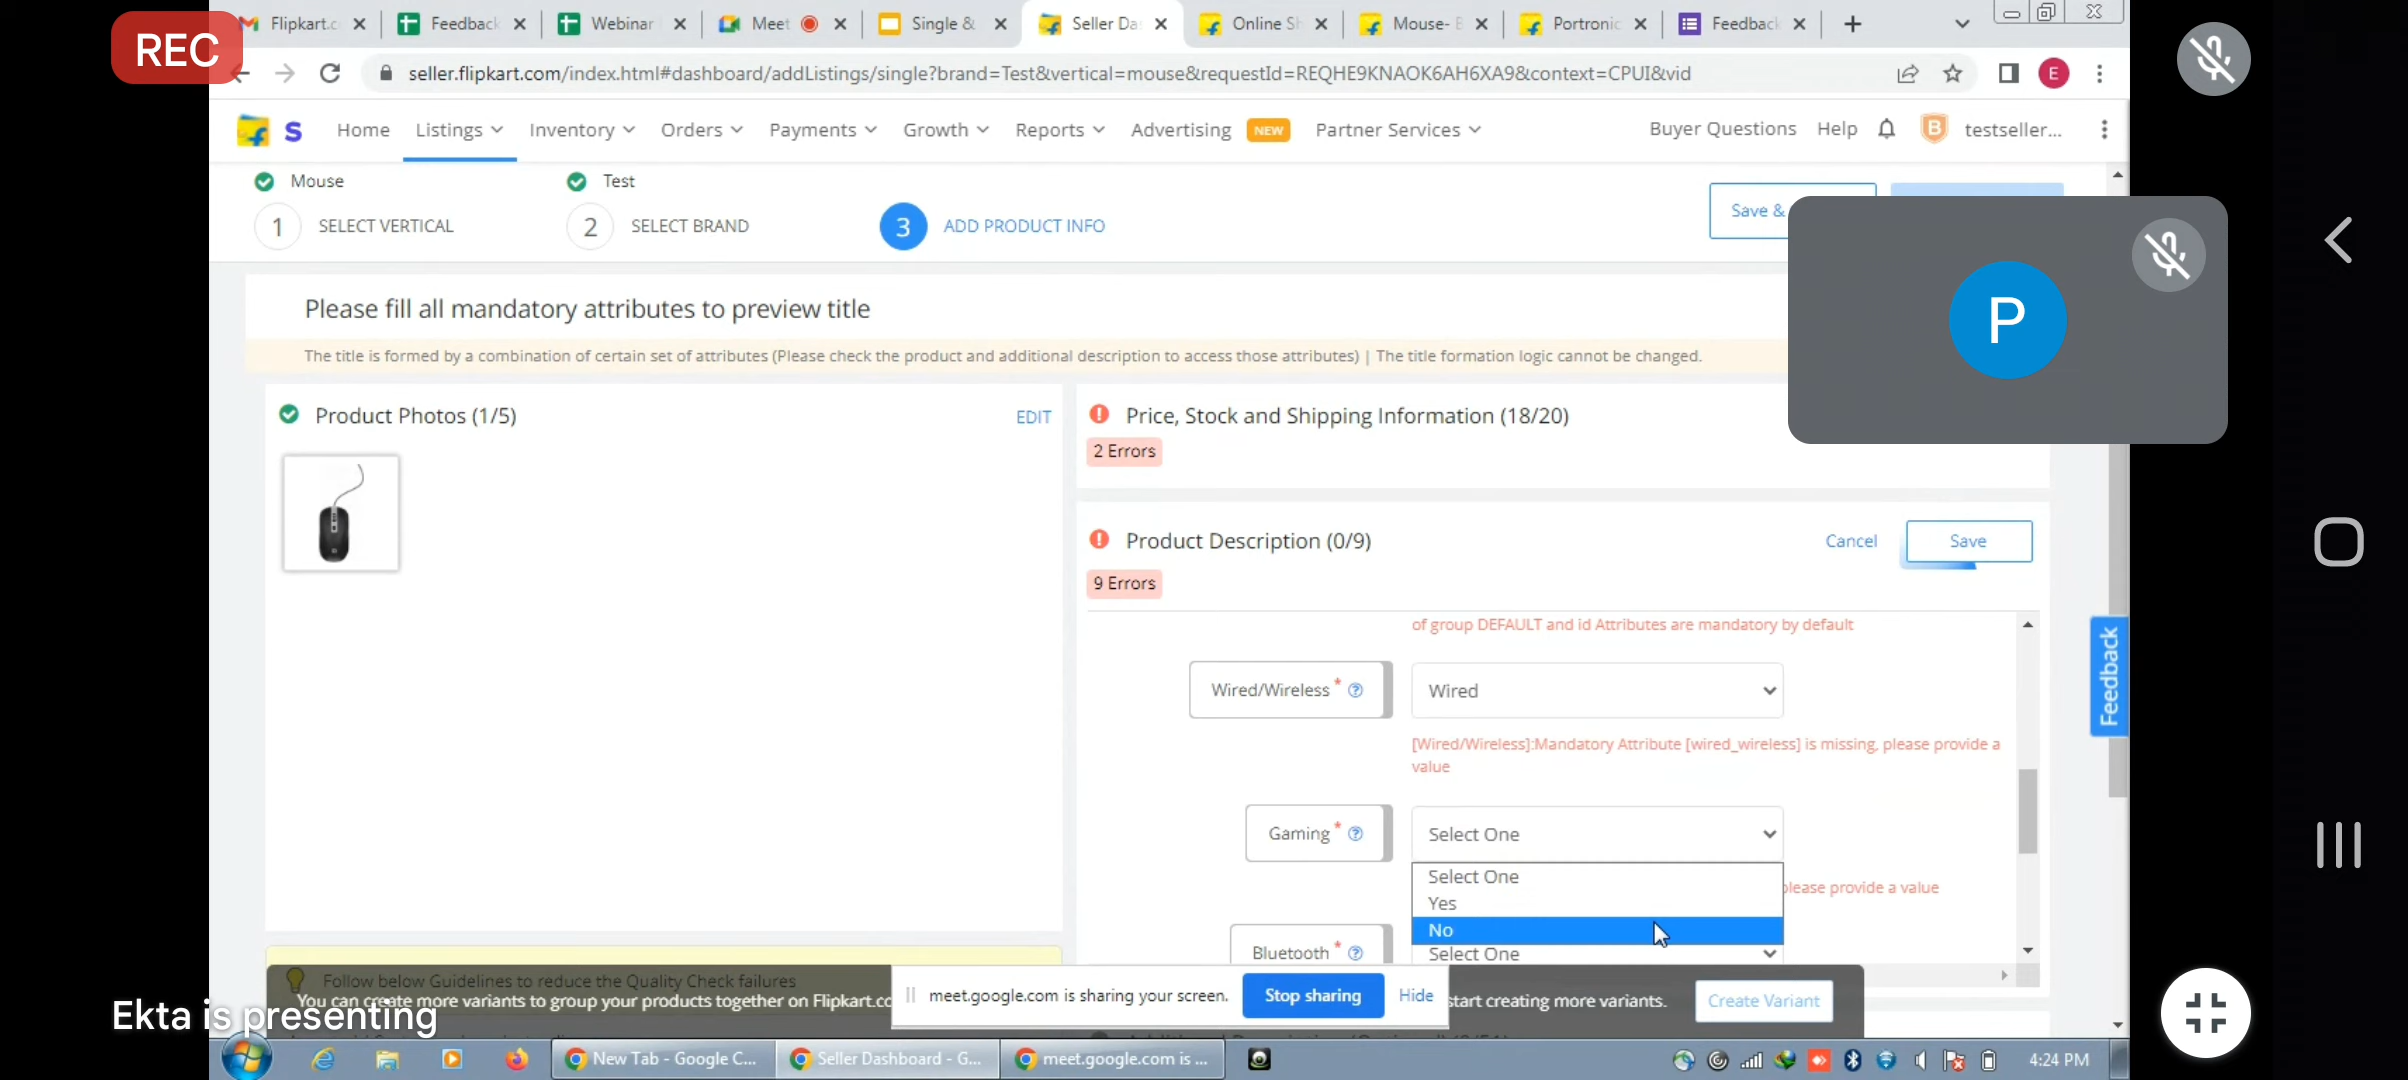 REC
Flipkart.c
Feedback
Webinar
Meet
Single &
Seller Da
Online Sh
Mouse- B
Portronic
Feedback
seller.flipkart.com/index.html#dashboard/addListings/single?brand=Test&vertical=mouse&requestId=REQHE9KNAOK6AH6XA9&context=CPUI&vid
E
S
Home
Listings
Inventory
Orders
Payments
Growth
Reports
Advertising
NEW
Partner Services
Buyer Questions
Help
B
testseller...
Mouse
Test
1 SELECT VERTICAL
2 SELECT BRAND
3 ADD PRODUCT INFO
Save &
P
Please fill all mandatory attributes to preview title
The title is formed by a combination of certain set of attributes (Please check the product and additional description to access those attributes) | The title formation logic cannot be changed.
Product Photos (1/5)
EDIT
Price, Stock and Shipping Information (18/20)
2 Errors
Product Description (0/9)
Cancel
Save
9 Errors
of group DEFAULT and id Attributes are mandatory by default
Wired/Wireless *
Wired
[Wired/Wireless]:Mandatory Attribute [wired_wireless] is missing, please provide a
value
Gaming *
Select One
Select One
Yes
No
please provide a value
Bluetooth *
Select One
Feedback
Follow below Guidelines to reduce the Quality Check failures
You can create more variants to group your products together on Flipkart.co
meet.google.com is sharing your screen.
Stop sharing
Hide
start creating more variants.
Create Variant
Ekta is presenting
New Tab - Google C...
Seller Dashboard - G...
meet.google.com is ...
4:24 PM